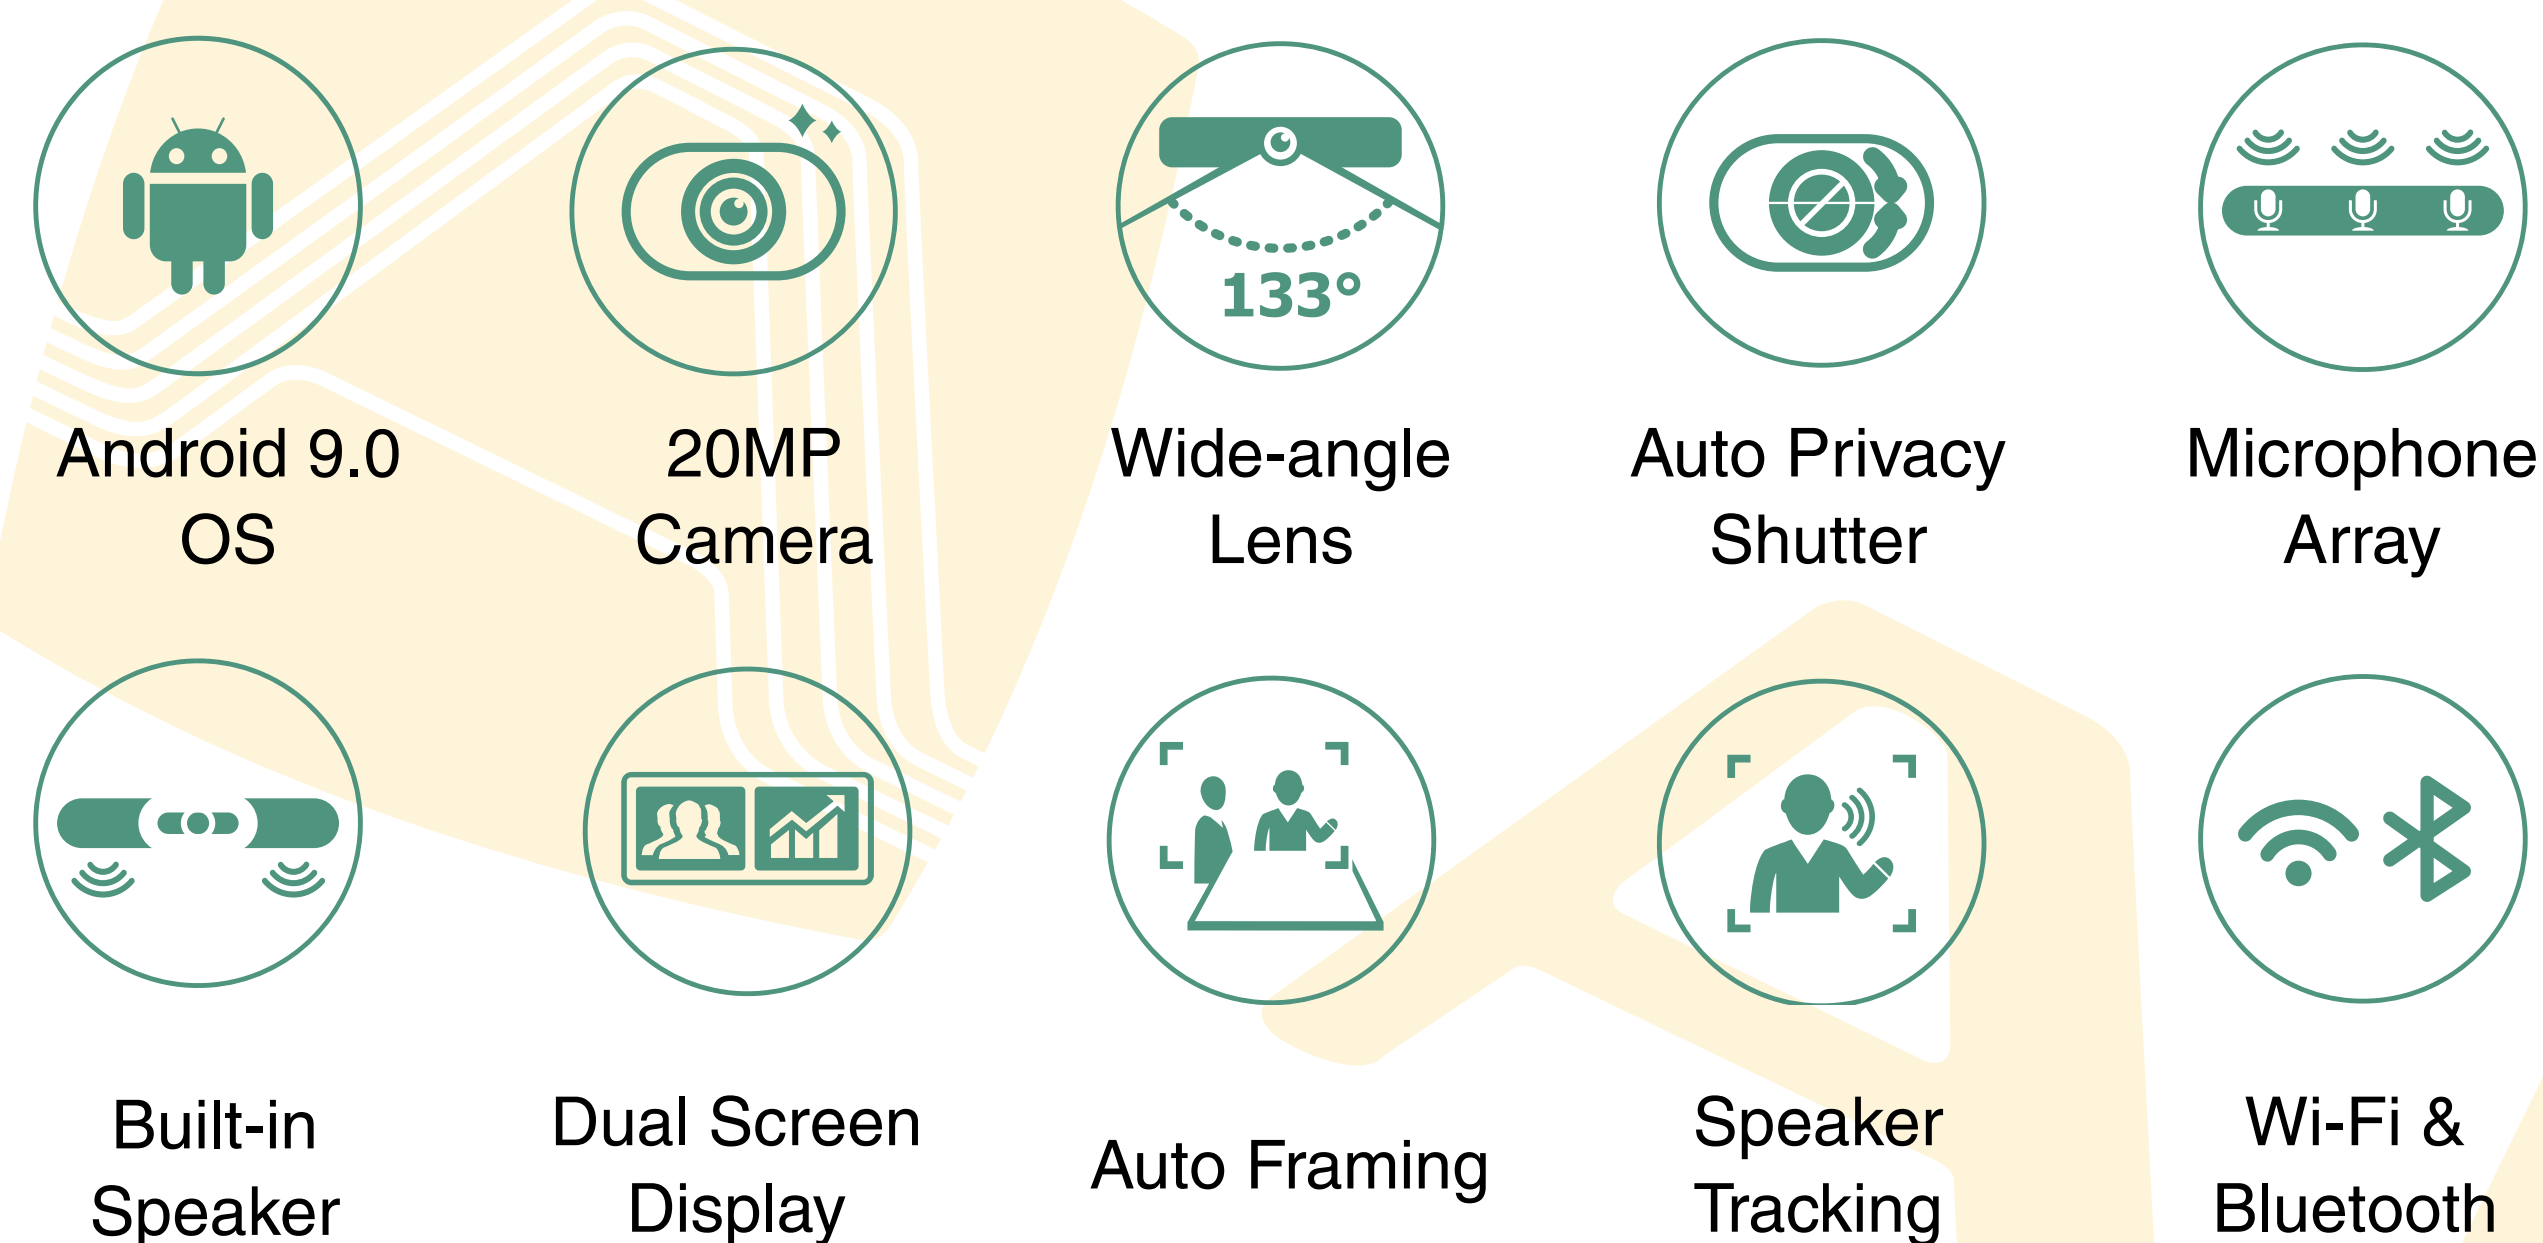 133°
Android 9.0
OS
20MP
Camera
Wide-angle
Lens
Auto Privacy
Shutter
Microphone
Array
Built-in
Speaker
Dual Screen
Display
Auto Framing
Speaker
Tracking
Wi-Fi &
Bluetooth